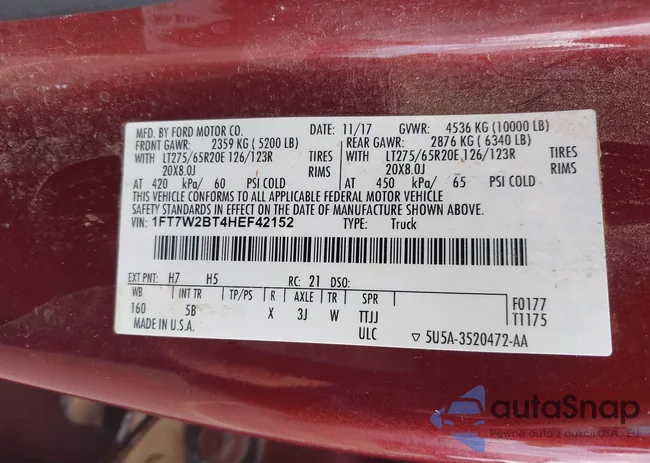 MFD. BY FORD MOTOR CO. DATE: 11/17 GVWR: 4536 KG (10000 LB)
FRONT GAWR: 2359 KG (5200 LB) REAR GAWR: 2876 KG (6340 LB)
WITH LT275/65R20E 126/123R TIRES WITH LT275/65R20E 126/123R TIRES
20X8.0J RIMS 20X8.0J RIMS
AT 420 kPa/ 60 PSI COLD AT 450 kPa/ 65 PSI COLD
THIS VEHICLE CONFORMS TO ALL APPLICABLE FEDERAL MOTOR VEHICLE
SAFETY STANDARDS IN EFFECT ON THE DATE OF MANUFACTURE SHOWN ABOVE.
VIN: 1FT7W2BT4HEF42152 TYPE: Truck
EXT PNT: H7 H5 RC: 21 DSO:
WB INT TR TP/PS R AXLE TR SPR F0177
160 5B X 3J W TTJJ T1175
MADE IN U.S.A. ULC ▽ 5U5A-3520472-AA
autaSnap
Pewne auta z aukcji USA i EU